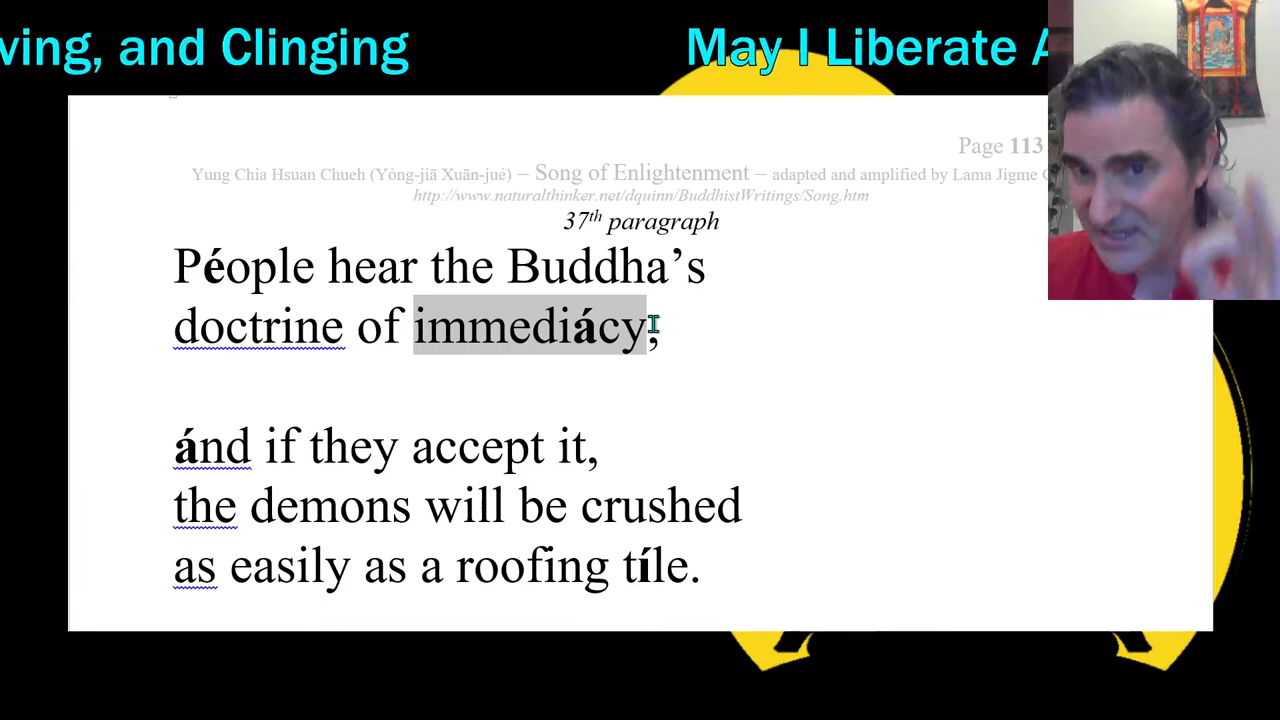 ving, and Clinging May I Liberate A
Page 113
Yung Chia Hsuan Chueh (Yòng-jiā Xuān-jué) – Song of Enlightenment – adapted and amplified by Lama Jigme
http://www.naturalthinker.net/dquinn/BuddhistWritings/Song.htm
37th paragraph
Péople hear the Buddha’s
doctrine of immediácy,
ánd if they accept it,
the demons will be crushed
as easily as a roofing tíle.